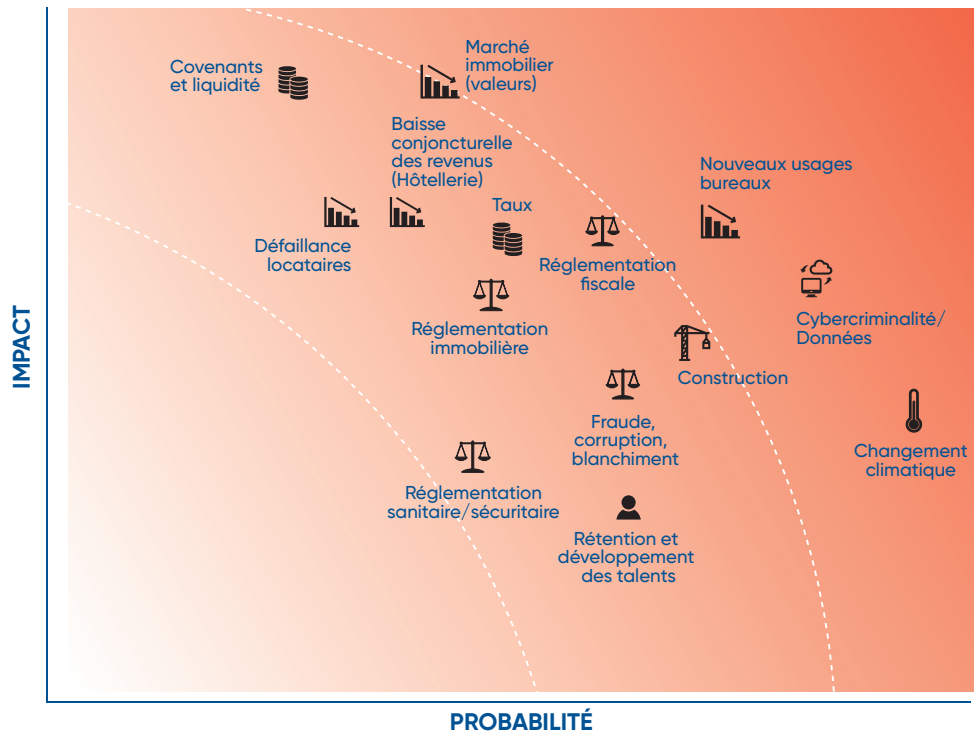 Marché
immobilier
(valeurs)
Covenants
et liquidité
Baisse
conjoncturelle
des revenus
(Hôtellerie)
Nouveaux usages
bureaux
Taux
Défaillance
locataires
Réglementation
fiscale
Réglementation
immobilière
Cybercriminalité/
Données
Construction
Fraude,
corruption,
blanchiment
Changement
climatique
Réglementation
sanitaire/sécuritaire
Rétention et
développement
des talents
IMPACT
PROBABILITÉ